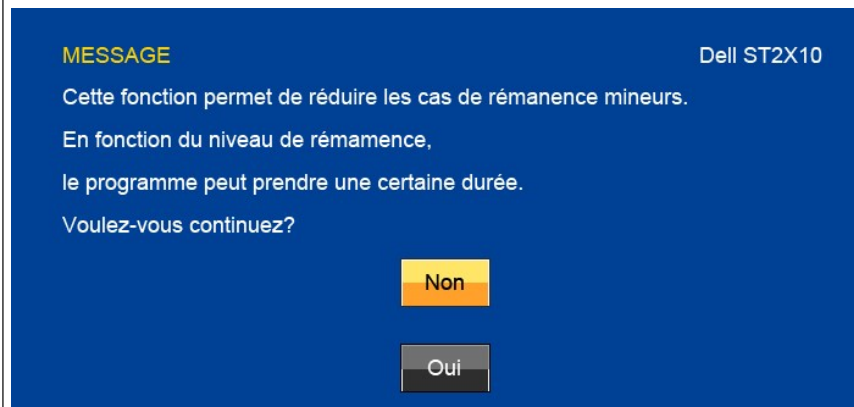 MESSAGE Dell ST2X10
Cette fonction permet de réduire les cas de rémanence mineurs.
En fonction du niveau de rémamence,
le programme peut prendre une certaine durée.
Voulez-vous continuez?
Non
Oui